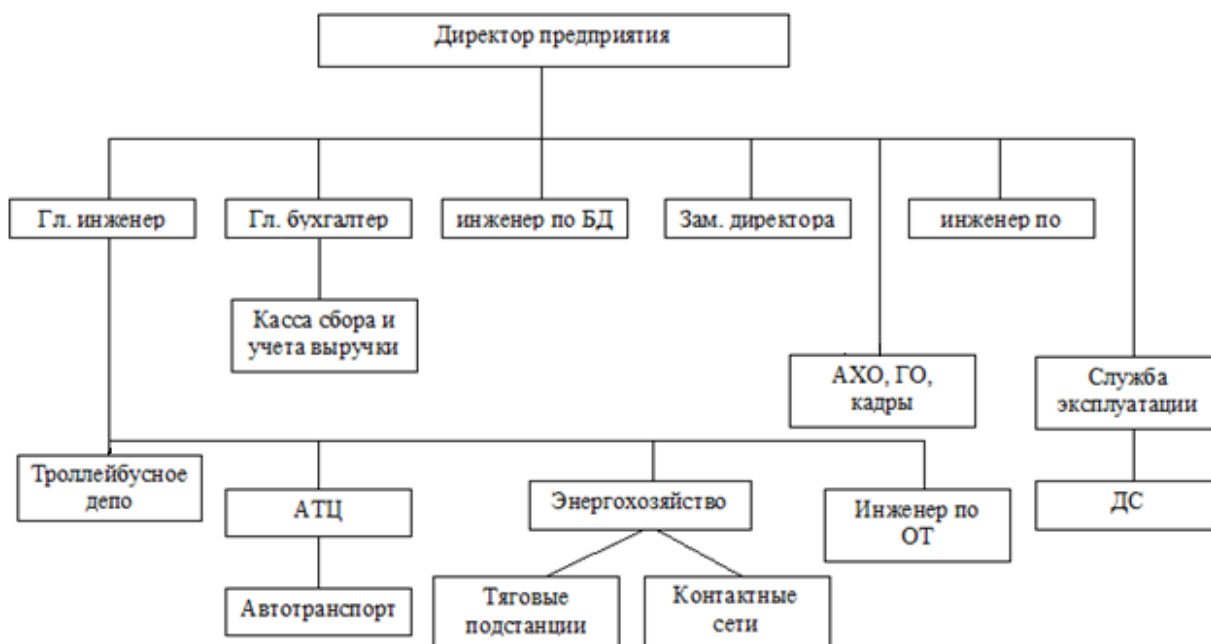 Директор предприятия
Гл. инженер
Гл. бухгалтер
инженер по БД
Зам. директора
инженер по
Касса сбора и
учета выручки
АХО, ГО,
кадры
Служба
эксплуатации
Троллейбусное
депо
АТЦ
Энергохозяйство
Инженер по
ОТ
ДС
Автотранспорт
Тяговые
подстанции
Контактные
сети